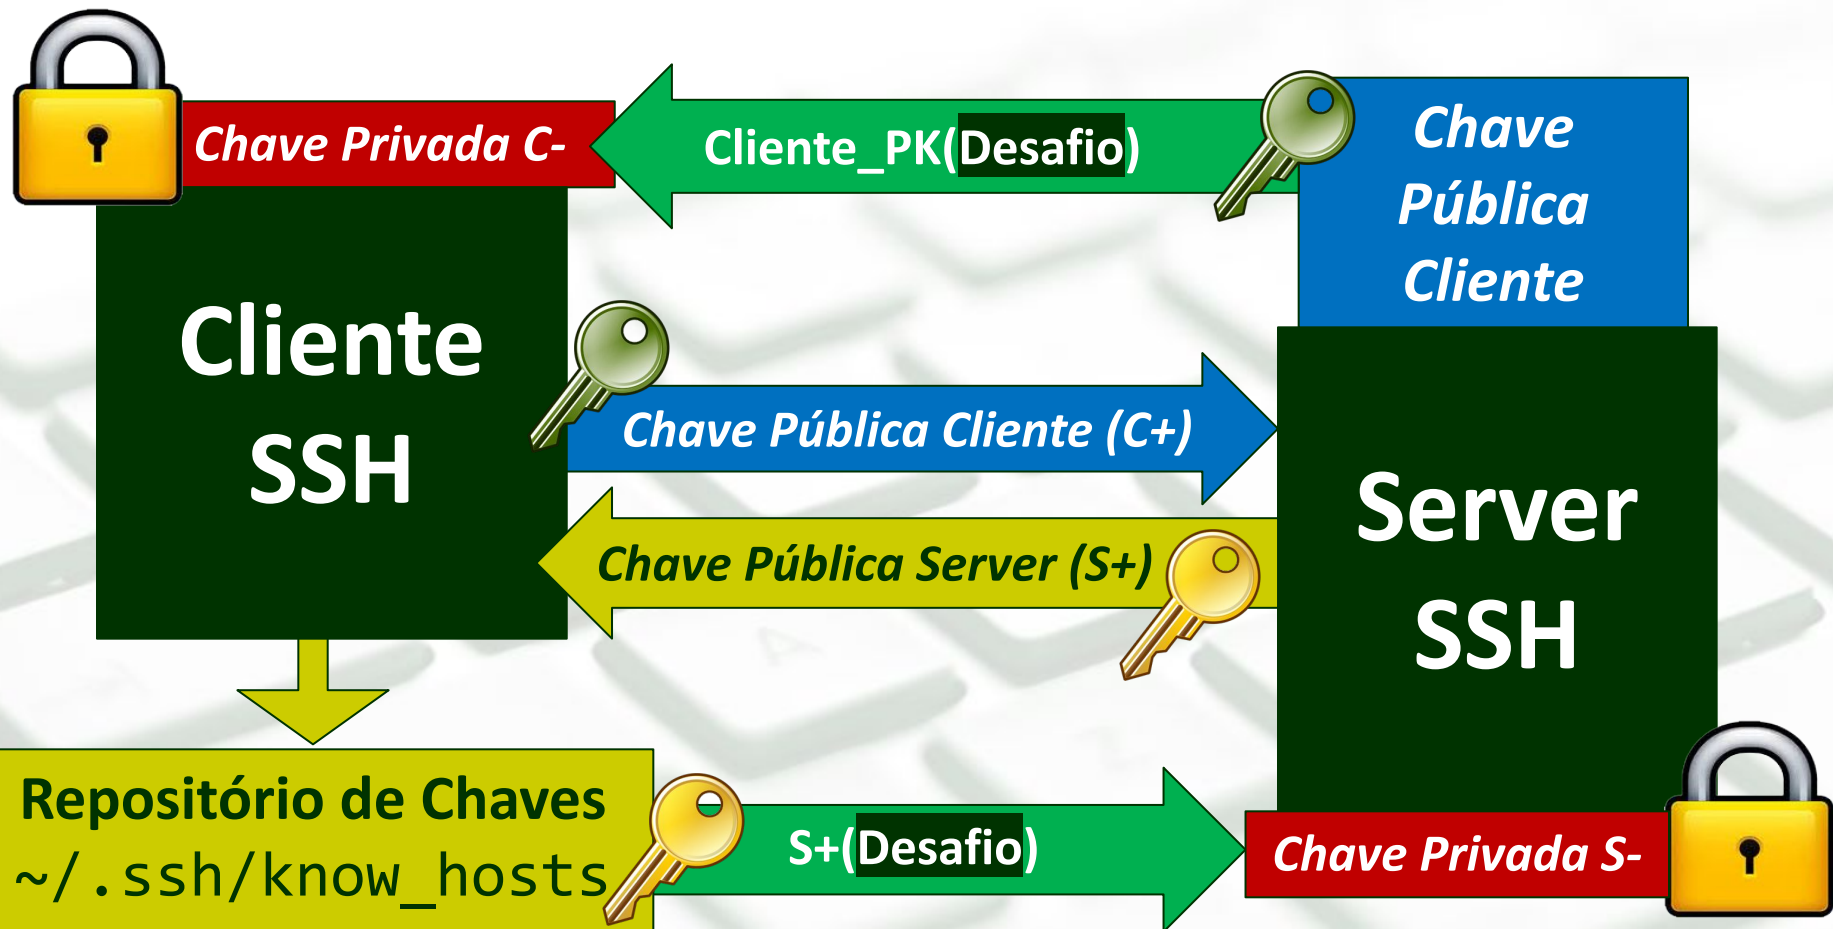 Chave Privada C-
Cliente_PK(Desafio)
Chave
Pública
Cliente
Cliente
SSH
Chave Pública Cliente (C+)
Chave Pública Server (S+)
Server
SSH
Repositório de Chaves
~/.ssh/know_hosts
S+(Desafio)
Chave Privada S-